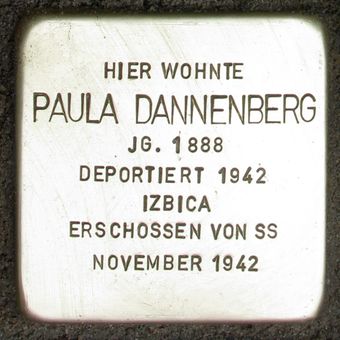 HIER WOHNTE
PAULA DANNENBERG
JG. 1888
DEPORTIERT 1942
IZBICA
ERSCHOSSEN VON SS
NOVEMBER 1942